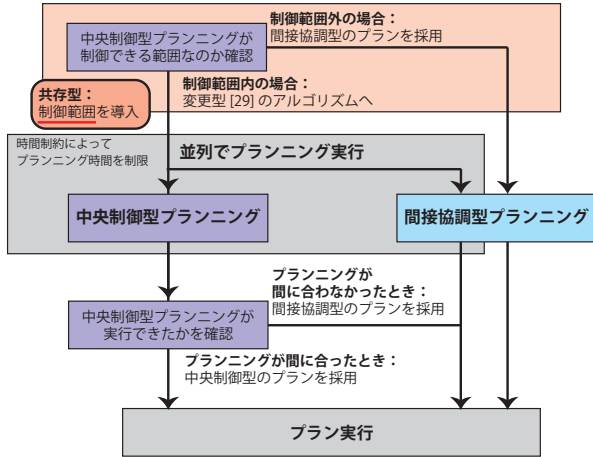 中央制御型プランニングが
制御できる範囲なのか確認
制御範囲外の場合：
間接協調型のプランを採用
共存型：
制御範囲を導入
制御範囲内の場合：
変更型 [29] のアルゴリズムへ
時間制約によって
プランニング時間を制限
並列でプランニング実行
中央制御型プランニング
間接協調型プランニング
プランニングが
間に合わなかったとき：
間接協調型のプランを採用
中央制御型プランニングが
実行できたかを確認
プランニングが間に合ったとき：
中央制御型のプランを採用
プラン実行